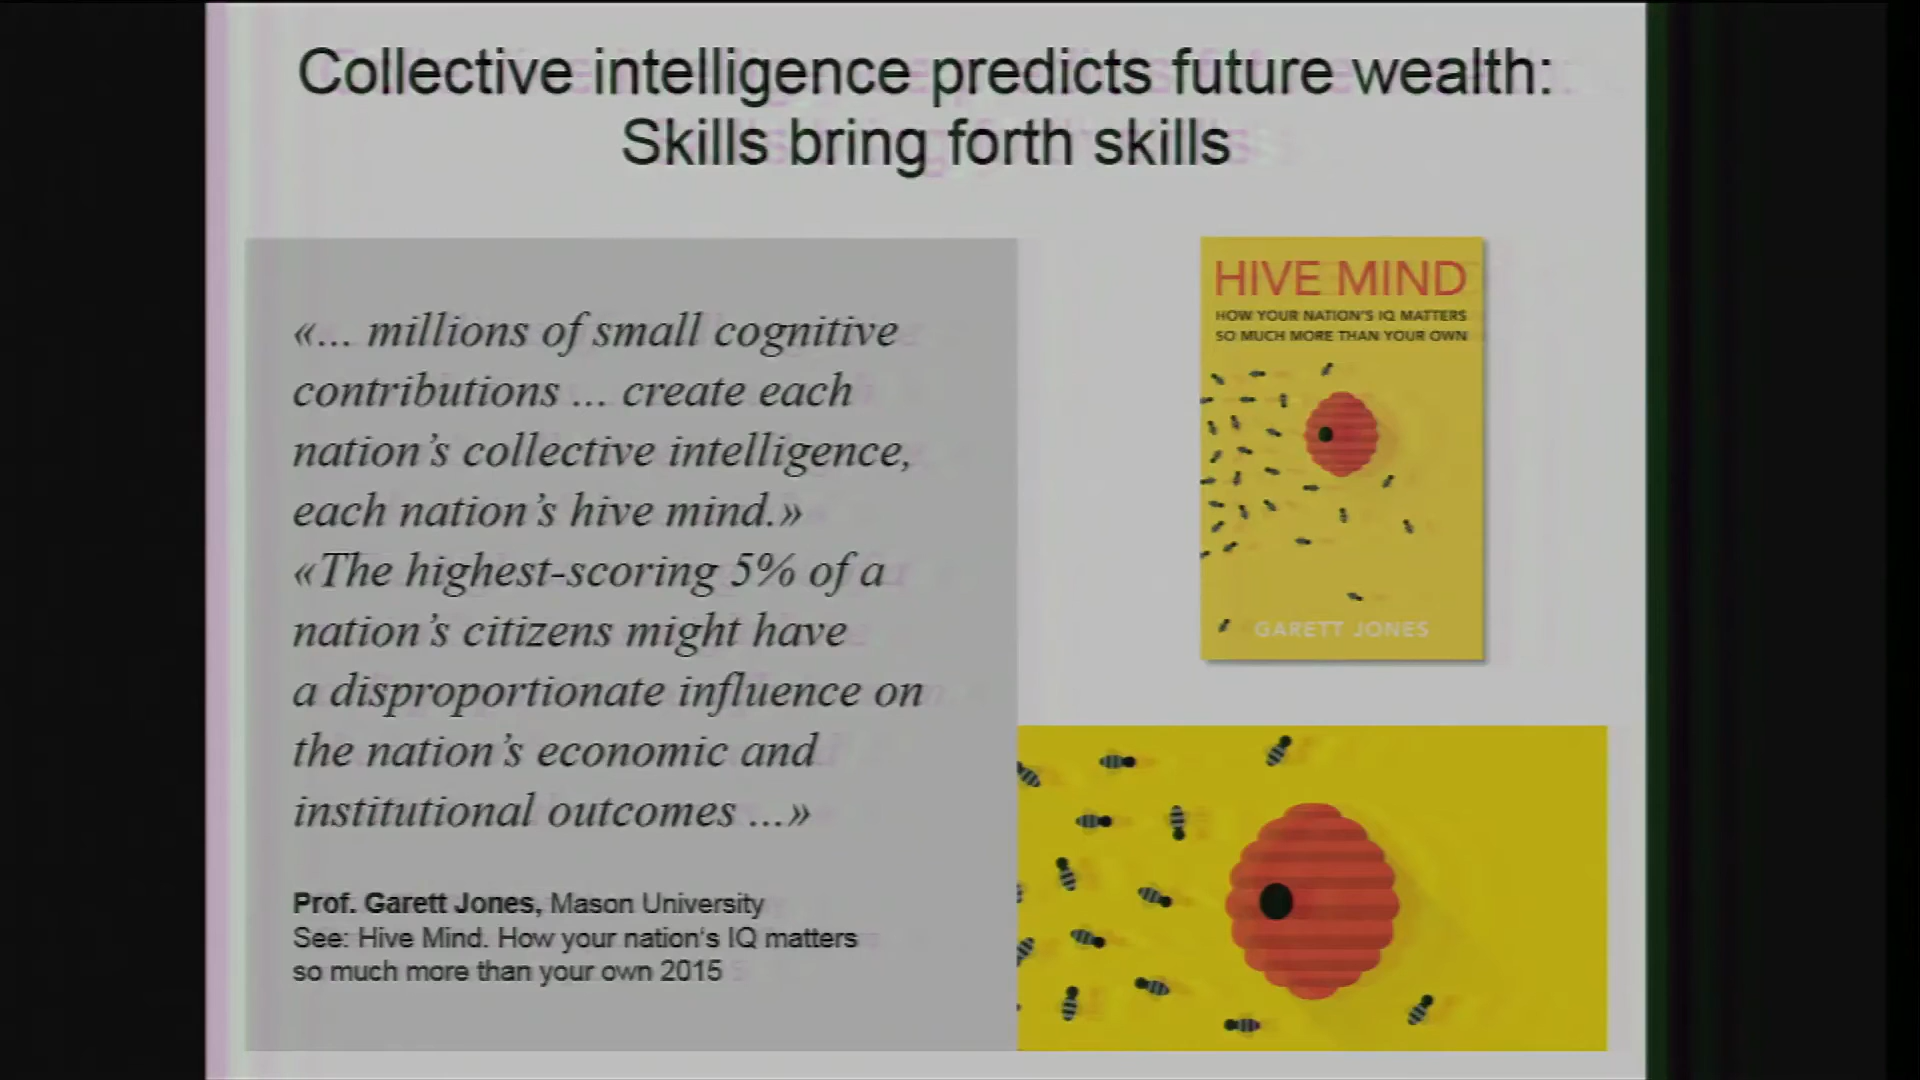 Collective intelligence predicts future wealth:
Skills bring forth skills
«... millions of small cognitive
contributions ... create each
nation’s collective intelligence,
each nation’s hive mind.»
«The highest-scoring 5% of a
nation’s citizens might have
a disproportionate influence on
the nation’s economic and
institutional outcomes ...»
Prof. Garett Jones, Mason University
See: Hive Mind. How your nation‘s IQ matters
so much more than your own 2015
HIVE MIND
HOW YOUR NATION'S IQ MATTERS
SO MUCH MORE THAN YOUR OWN
GARETT JONES